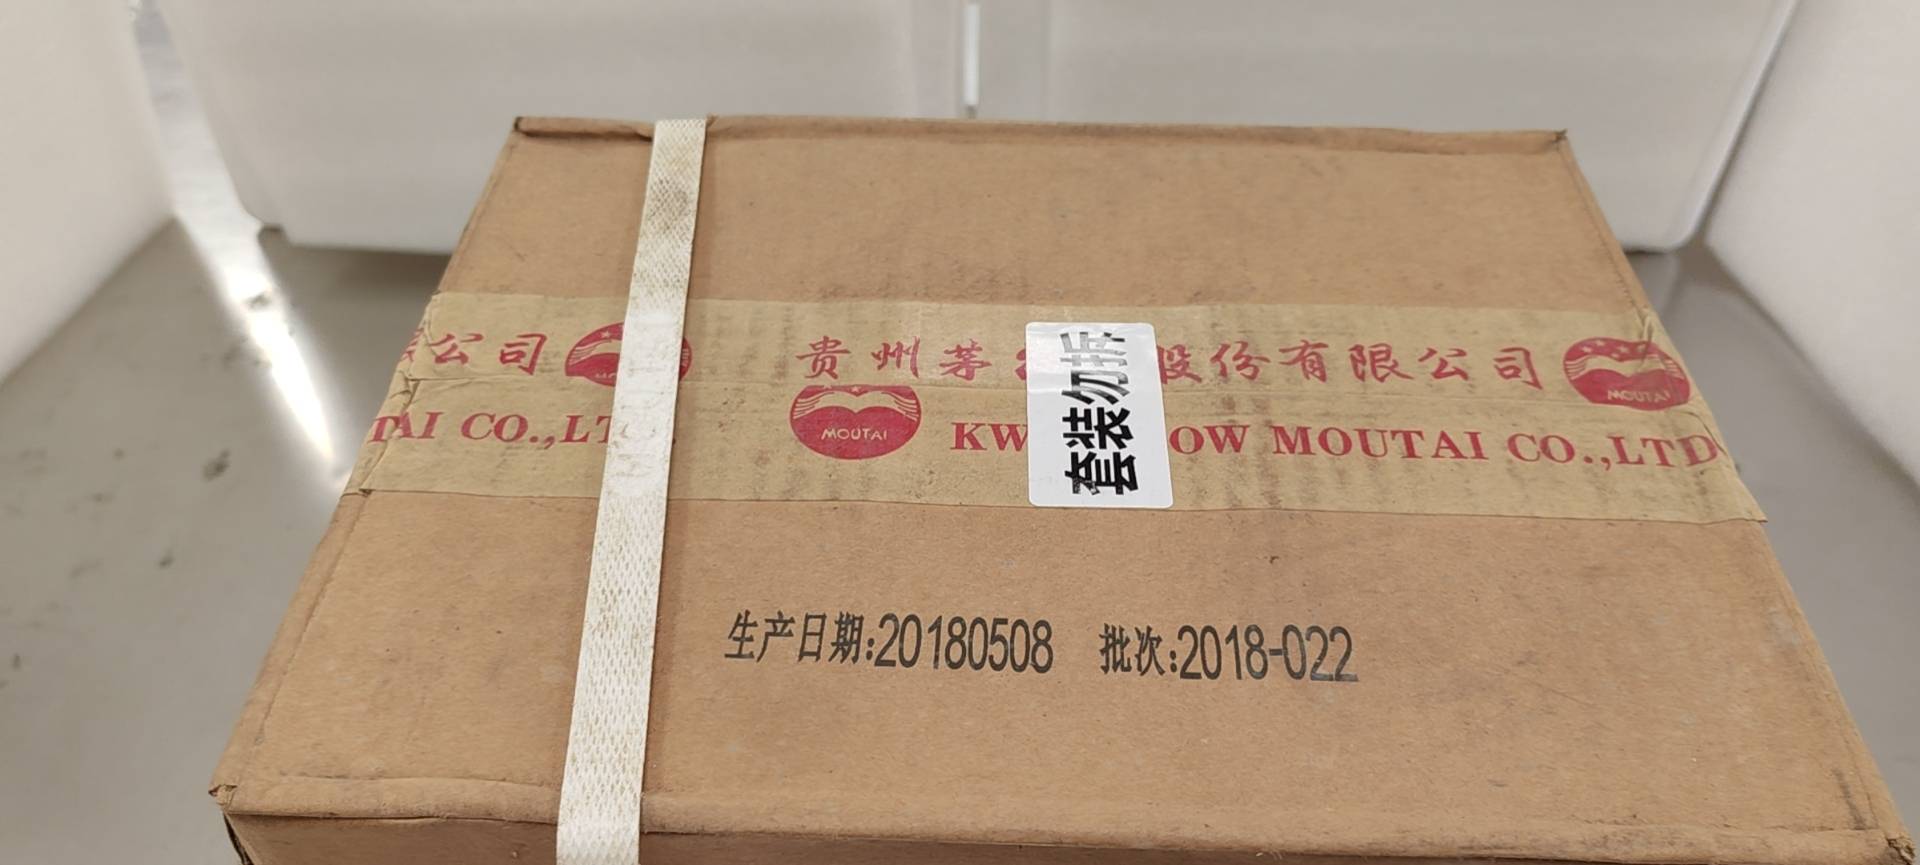 公司 贵州茅 股份有限公司 MOUTAI
TAI CO.,LT MOUTAI KW OW MOUTAI CO.,LTD
套装勿拆
生产日期:20180508 批次:2018-022